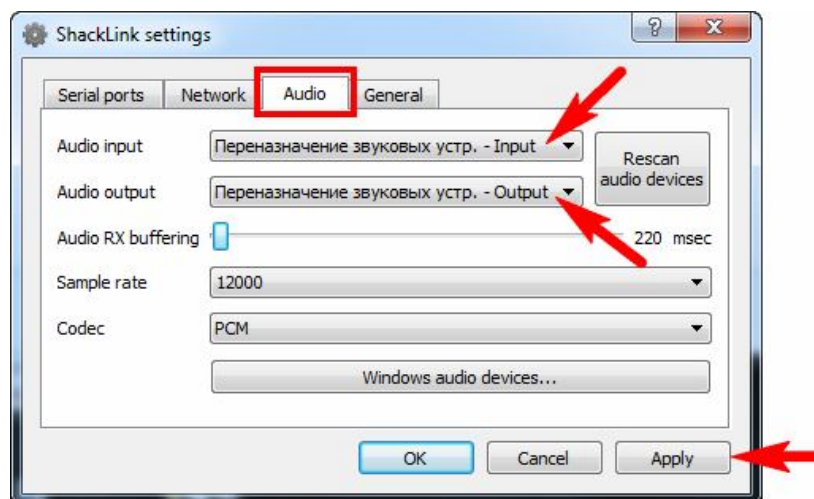 ShackLink settings
Serial ports Network Audio General
Audio input Переназначение звуковых устр. - Input Rescan audio devices
Audio output Переназначение звуковых устр. - Output
Audio RX buffering 220 msec
Sample rate 12000
Codec PCM
Windows audio devices...
OK Cancel Apply